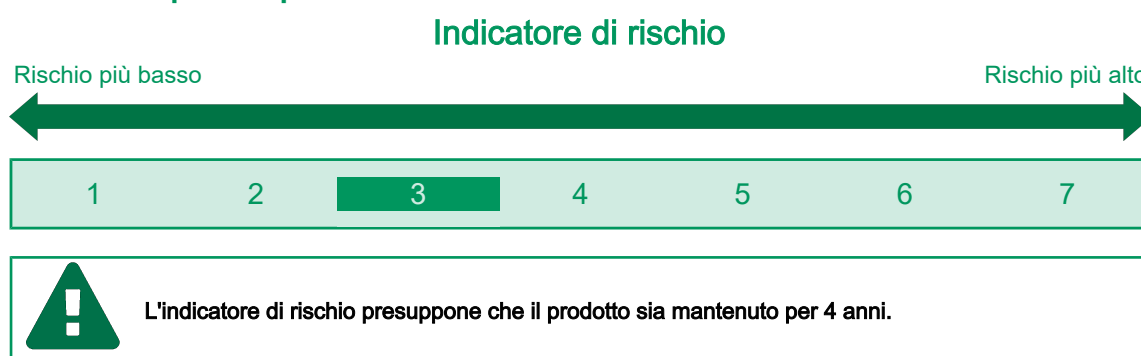 Indicatore di rischio
Rischio più basso Rischio più alto
1 2 3 4 5 6 7
L'indicatore di rischio presuppone che il prodotto sia mantenuto per 4 anni.